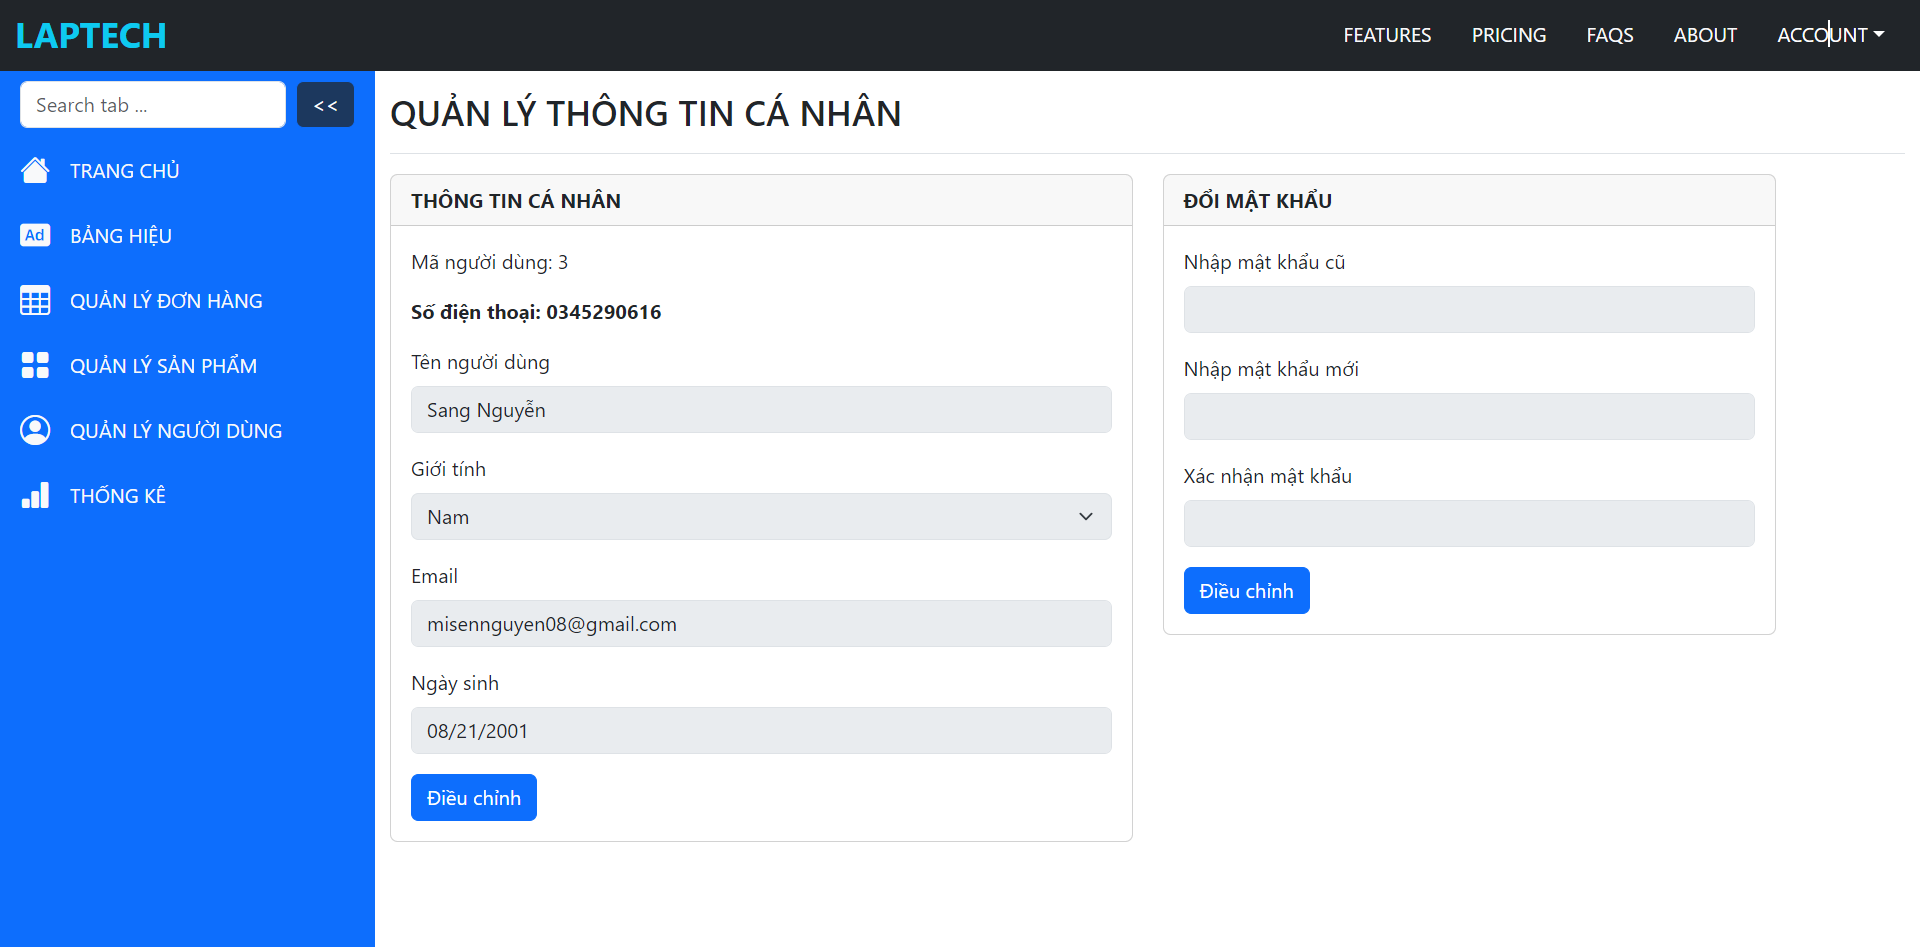 LAPTECH
FEATURES PRICING FAQS ABOUT ACCOUNT
Search tab ... <<
TRANG CHỦ
Ad BẢNG HIỆU
QUẢN LÝ ĐƠN HÀNG
QUẢN LÝ SẢN PHẨM
QUẢN LÝ NGƯỜI DÙNG
THỐNG KÊ
QUẢN LÝ THÔNG TIN CÁ NHÂN
THÔNG TIN CÁ NHÂN
Mã người dùng: 3
Số điện thoại: 0345290616
Tên người dùng
Sang Nguyễn
Giới tính
Nam
Email
misennguyen08@gmail.com
Ngày sinh
08/21/2001
Điều chỉnh
ĐỔI MẬT KHẨU
Nhập mật khẩu cũ
Nhập mật khẩu mới
Xác nhận mật khẩu
Điều chỉnh